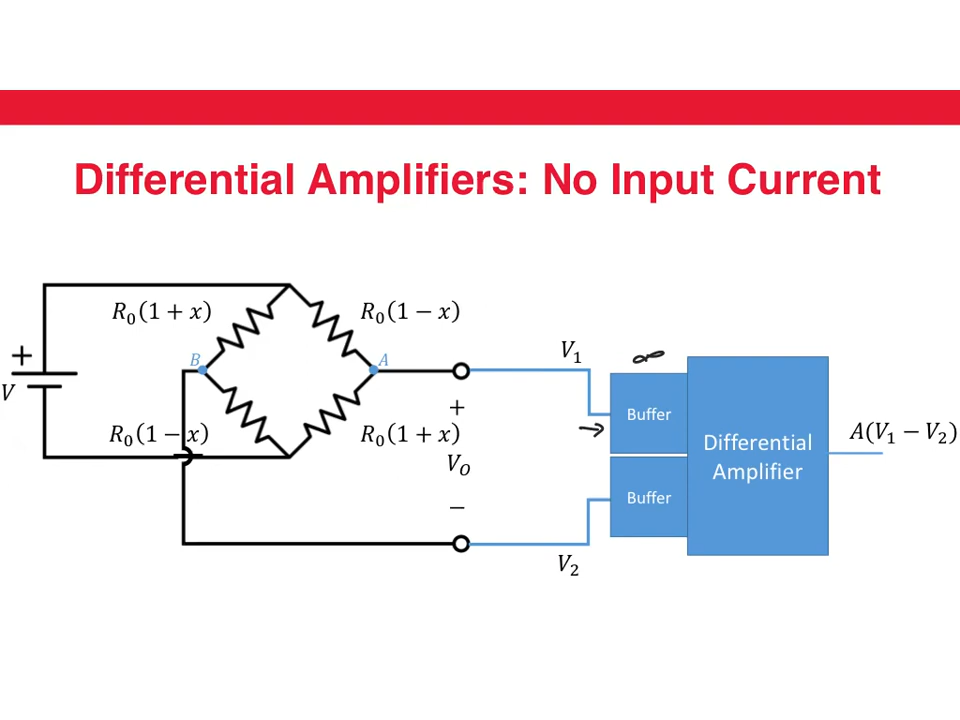 Differential Amplifiers: No Input Current
R₀(1 + x)
R₀(1 − x)
+
V
B
A
V₁
∞
R₀(1 − x)
R₀(1 + x)
+
V₀
−
Buffer
Buffer
Differential
Amplifier
A(V₁ − V₂)
V₂